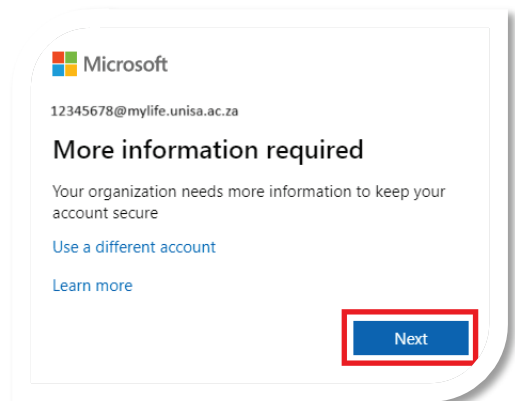 Microsoft
12345678@mylife.unisa.ac.za
More information required
Your organization needs more information to keep your
account secure
Use a different account
Learn more
Next